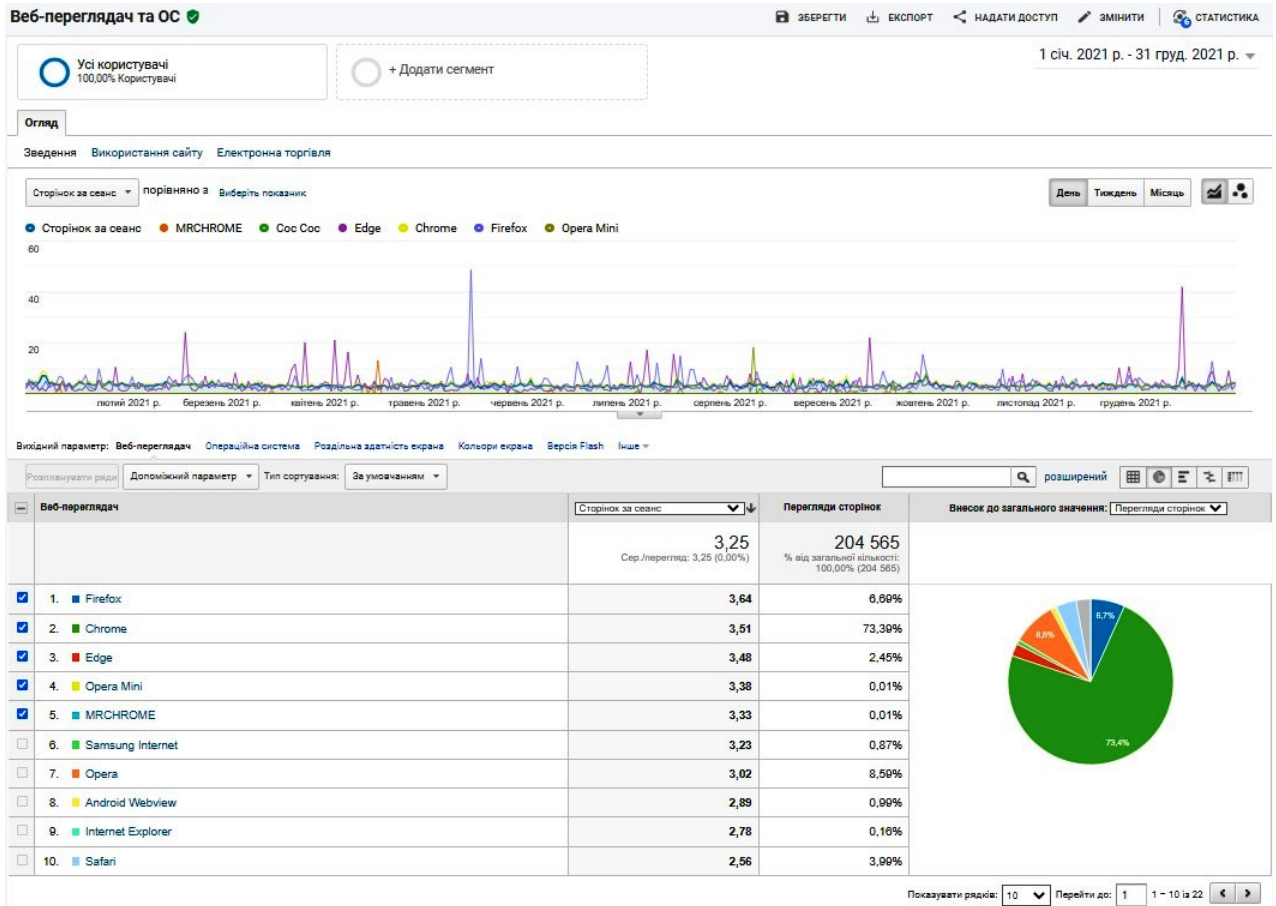 Веб-переглядач та ОС
ЗБЕРЕГТИ ЕКСПОРТ НАДАТИ ДОСТУП ЗМІНИТИ 6 СТАТИСТИКА
Усі користувачі
100,00% Користувачі
+ Додати сегмент
1 січ. 2021 р. - 31 груд. 2021 р.
Огляд
Зведення Використання сайту Електронна торгівля
Сторінок за сеанс порівняно з Виберіть показник
День Тиждень Місяць
Сторінок за сеанс MRCHROME Coc Coc Edge Chrome Firefox Opera Mini
60
40
20
лютий 2021 р. березень 2021 р. квітень 2021 р. травень 2021 р. червень 2021 р. липень 2021 р. серпень 2021 р. вересень 2021 р. жовтень 2021 р. листопад 2021 р. грудень 2021 р.
Вихідний параметр: Веб-переглядач Операційна система Роздільна здатність екрана Кольори екрана Версія Flash Інше
Розпланувати ряди Допоміжний параметр Тип сортування: За умовчанням
розширений
Веб-переглядач Сторінок за сеанс Перегляди сторінок Внесок до загального значення: Перегляди сторінок
3,25 204 565
Сер./перегляд: 3,25 (0,00%) % від загальної кількості:
100,00% (204 565)
1. Firefox 3,64 6,69%
2. Chrome 3,51 73,39%
3. Edge 3,48 2,45%
4. Opera Mini 3,38 0,01%
5. MRCHROME 3,33 0,01%
6. Samsung Internet 3,23 0,87%
7. Opera 3,02 8,59%
8. Android Webview 2,89 0,99%
9. Internet Explorer 2,78 0,16%
10. Safari 2,56 3,99%
6,7%
8,6%
73,4%
Показувати рядків: 10 Перейти до: 1 1 – 10 із 22